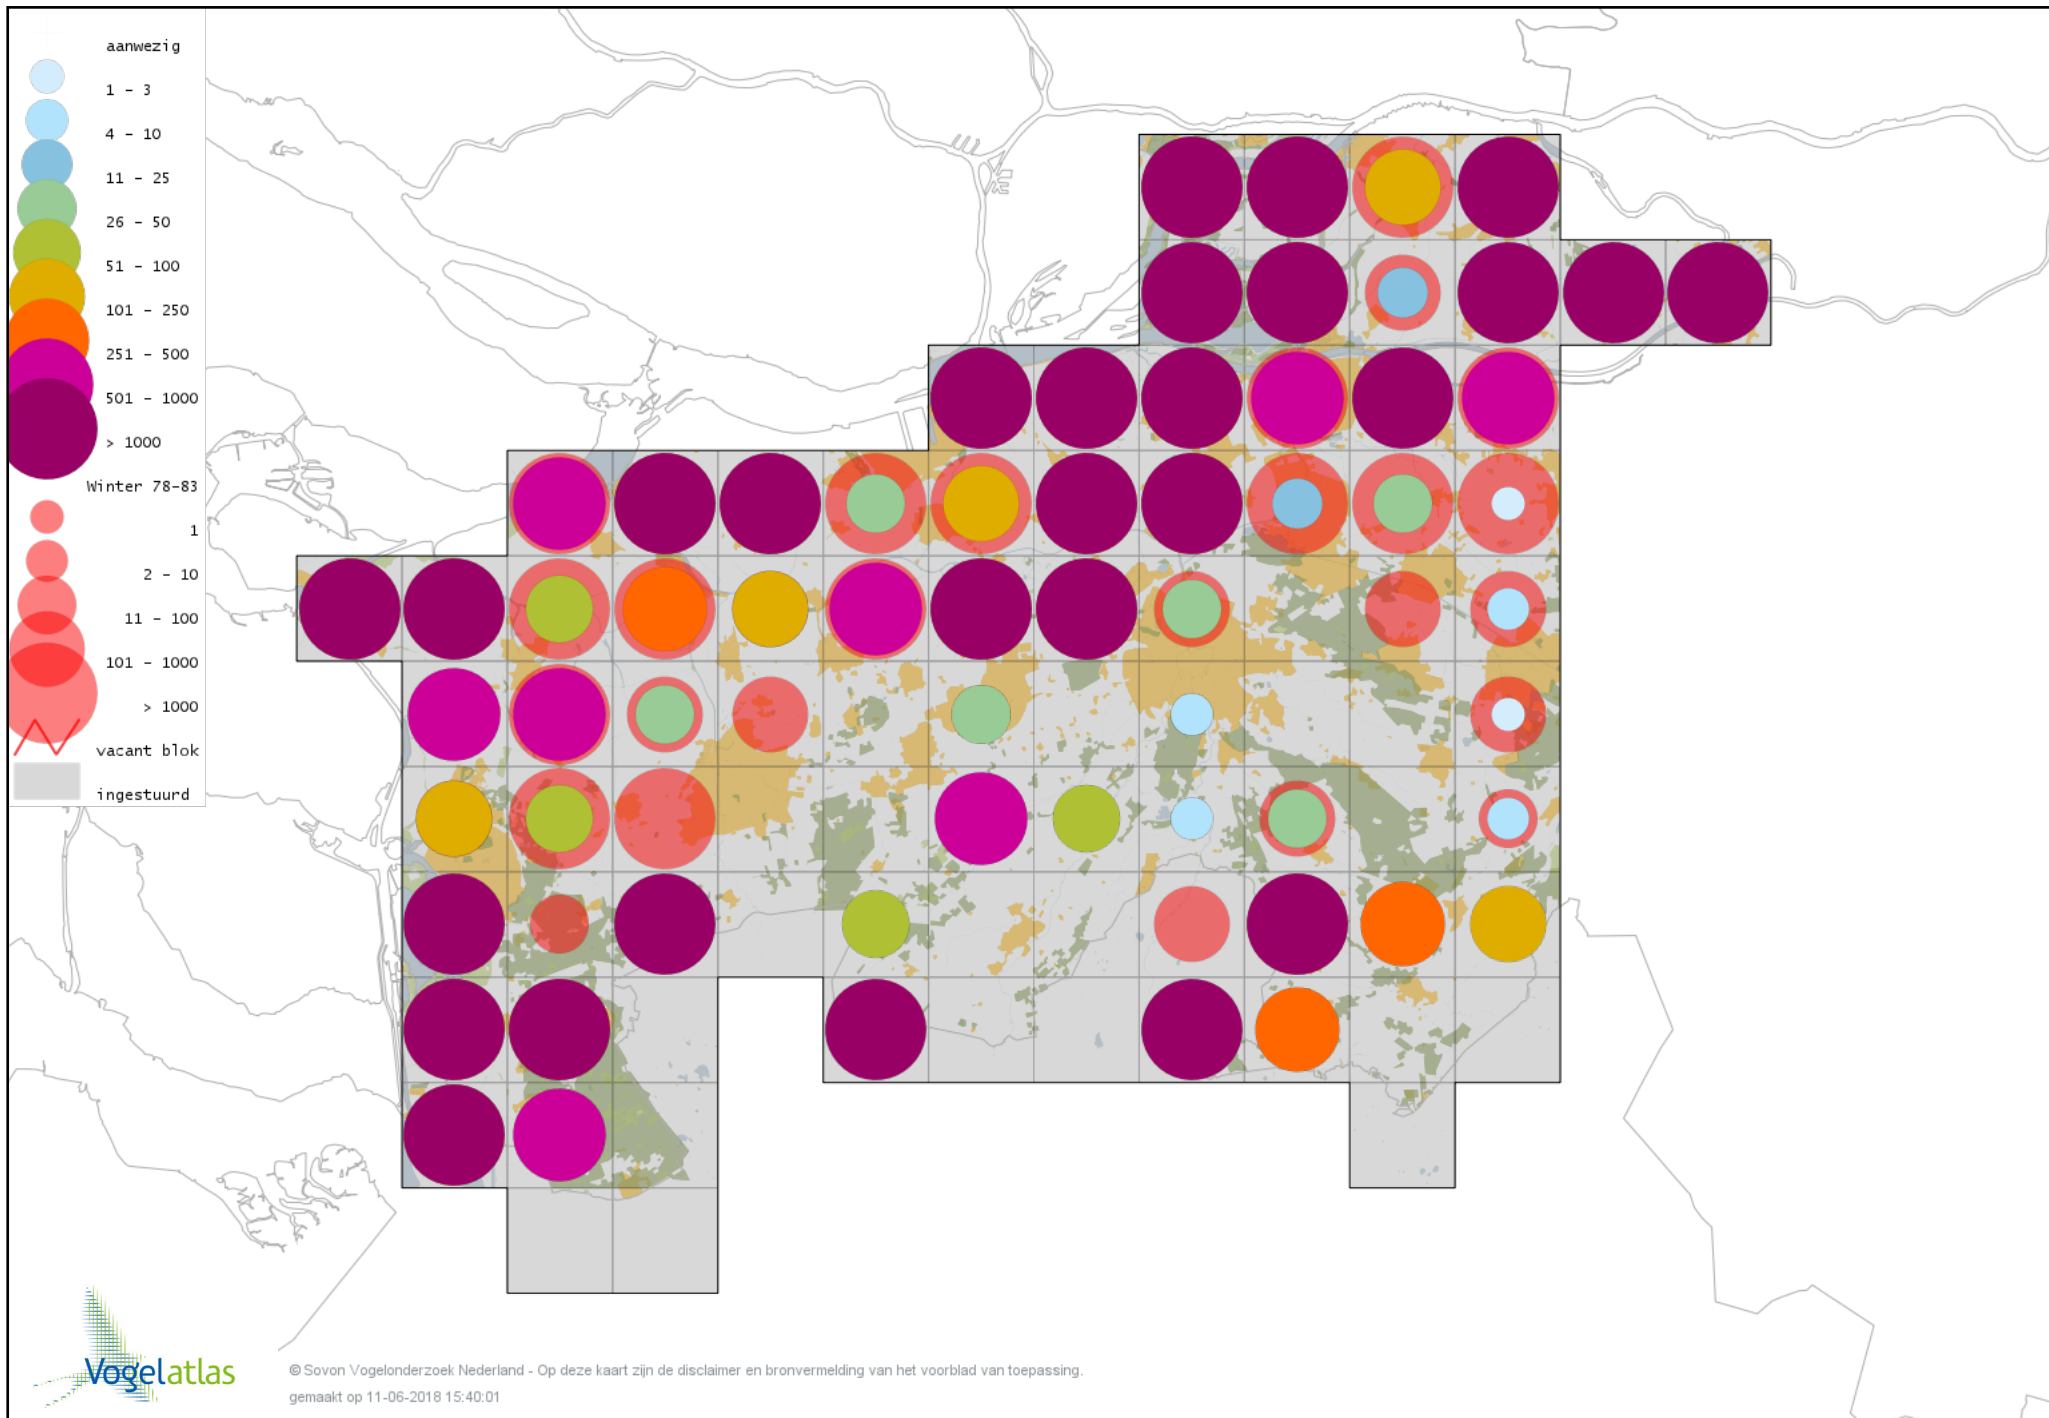 aanwezig
1 - 3
4 - 10
11 - 25
26 - 50
51 - 100
101 - 250
251 - 500
501 - 1000
> 1000
Winter 78-83
1
2 - 10
11 - 100
101 - 1000
> 1000
vacant blok
ingestuurd
Vogelatlas
© Sovon Vogelonderzoek Nederland - Op deze kaart zijn de disclaimer en bronvermelding van het voorblad van toepassing.
gemaakt op 11-06-2018 15:40:01